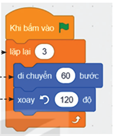 Khi bấm vào
lặp lại 3
di chuyển 60 bước
xoay 120 độ